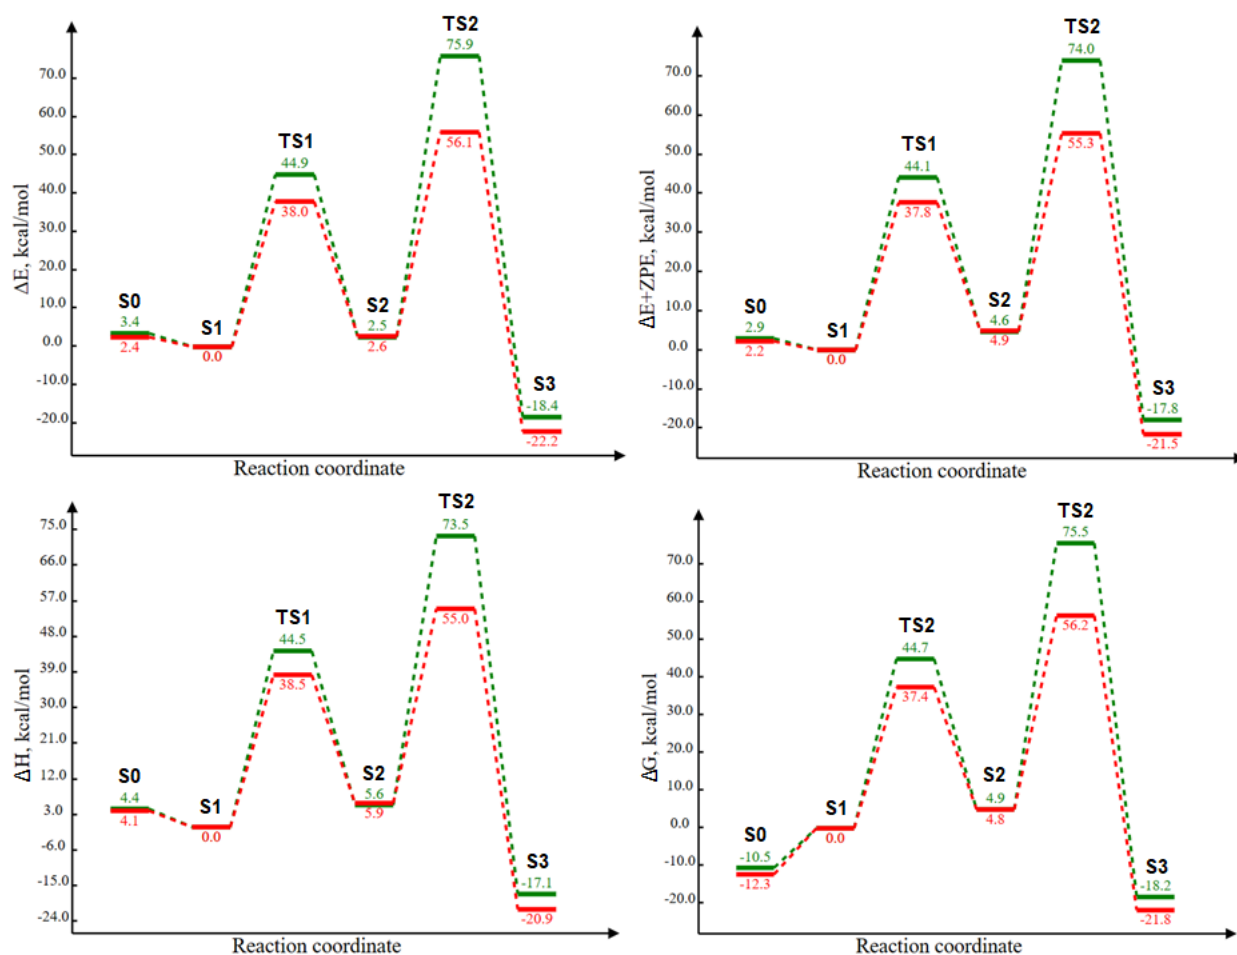 TS2
75.9
70.0
60.0
56.1
50.0
TS1
44.9
40.0
38.0
30.0
20.0
10.0
S0
3.4
2.4
S1
0.0
0.0
S2
2.5
2.6
-10.0
-20.0
S3
-18.4
-22.2
ΔE, kcal/mol
Reaction coordinate
TS2
74.0
70.0
60.0
55.3
50.0
TS1
44.1
40.0
37.8
30.0
20.0
10.0
S0
2.9
2.2
S1
0.0
0.0
S2
4.6
4.9
-10.0
-20.0
S3
-17.8
-21.5
ΔE+ZPE, kcal/mol
Reaction coordinate
TS2
73.5
75.0
66.0
57.0
55.0
48.0
TS1
44.5
39.0
38.5
30.0
21.0
12.0
3.0
S0
4.4
4.1
S1
0.0
S2
5.6
5.9
-6.0
-15.0
-24.0
S3
-17.1
-20.9
ΔH, kcal/mol
Reaction coordinate
TS2
75.5
70.0
60.0
56.2
50.0
TS2
44.7
40.0
37.4
30.0
20.0
10.0
0.0
S0
-10.5
-12.3
S1
0.0
S2
4.9
4.8
-10.0
-20.0
S3
-18.2
-21.8
ΔG, kcal/mol
Reaction coordinate